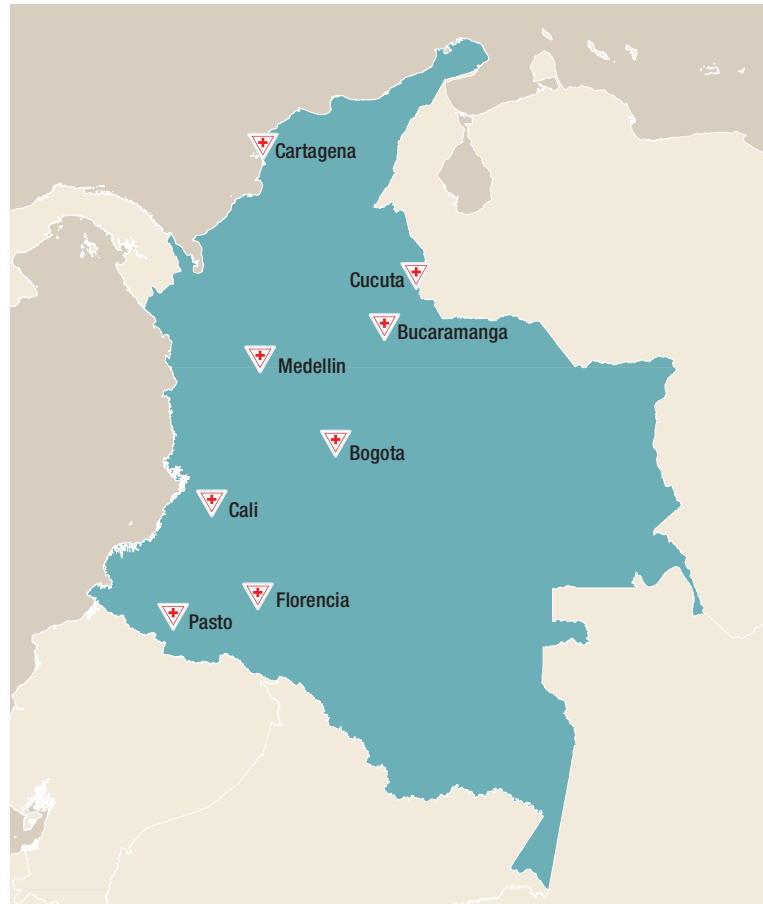 Cartagena
Cucuta
Bucaramanga
Medellin
Bogota
Cali
Florencia
Pasto